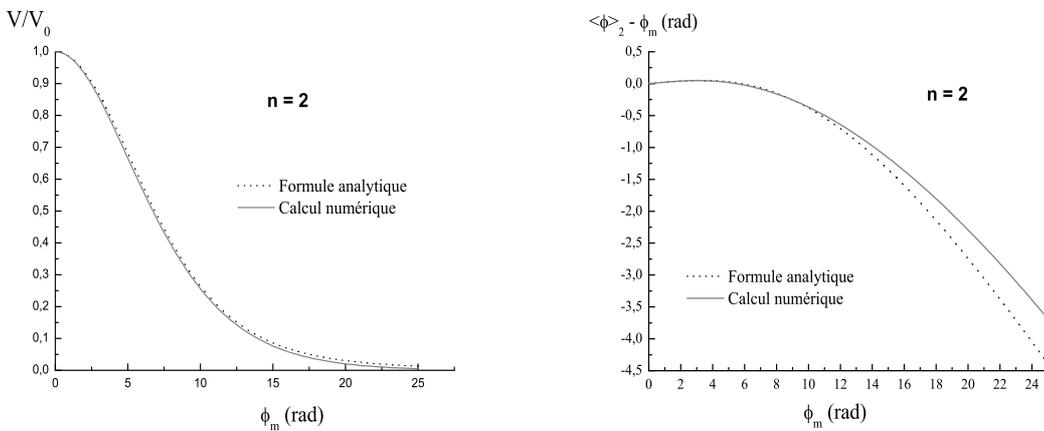 V/V0
1,0
0,9
0,8
0,7
0,6
0,5
0,4
0,3
0,2
0,1
0,0
0 5 10 15 20 25
n = 2
Formule analytique
Calcul numérique
ϕm (rad)
<ϕ>2 - ϕm (rad)
0,5
0,0
-0,5
-1,0
-1,5
-2,0
-2,5
-3,0
-3,5
-4,0
-4,5
0 2 4 6 8 10 12 14 16 18 20 22 24
n = 2
Formule analytique
Calcul numérique
ϕm (rad)